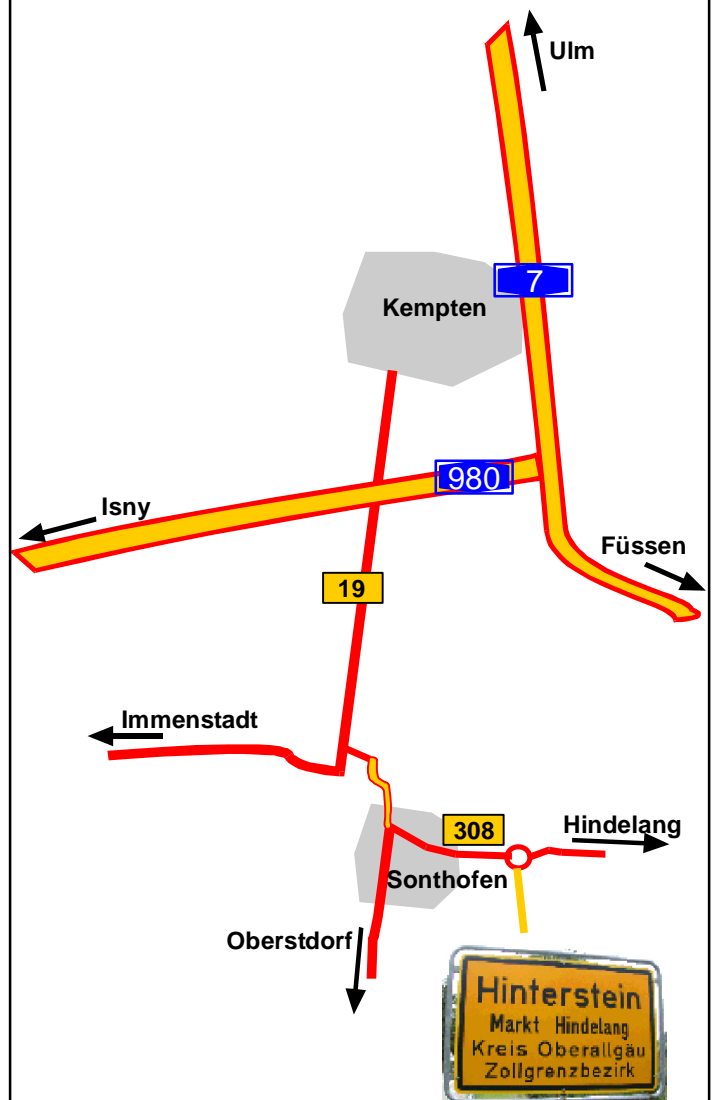 Ulm
7
Kempten
980
Isny
Füssen
19
Immenstadt
308
Hindelang
Sonthofen
Oberstdorf
Hinterstein
Markt Hindelang
Kreis Oberallgäu
Zollgrenzbezirk